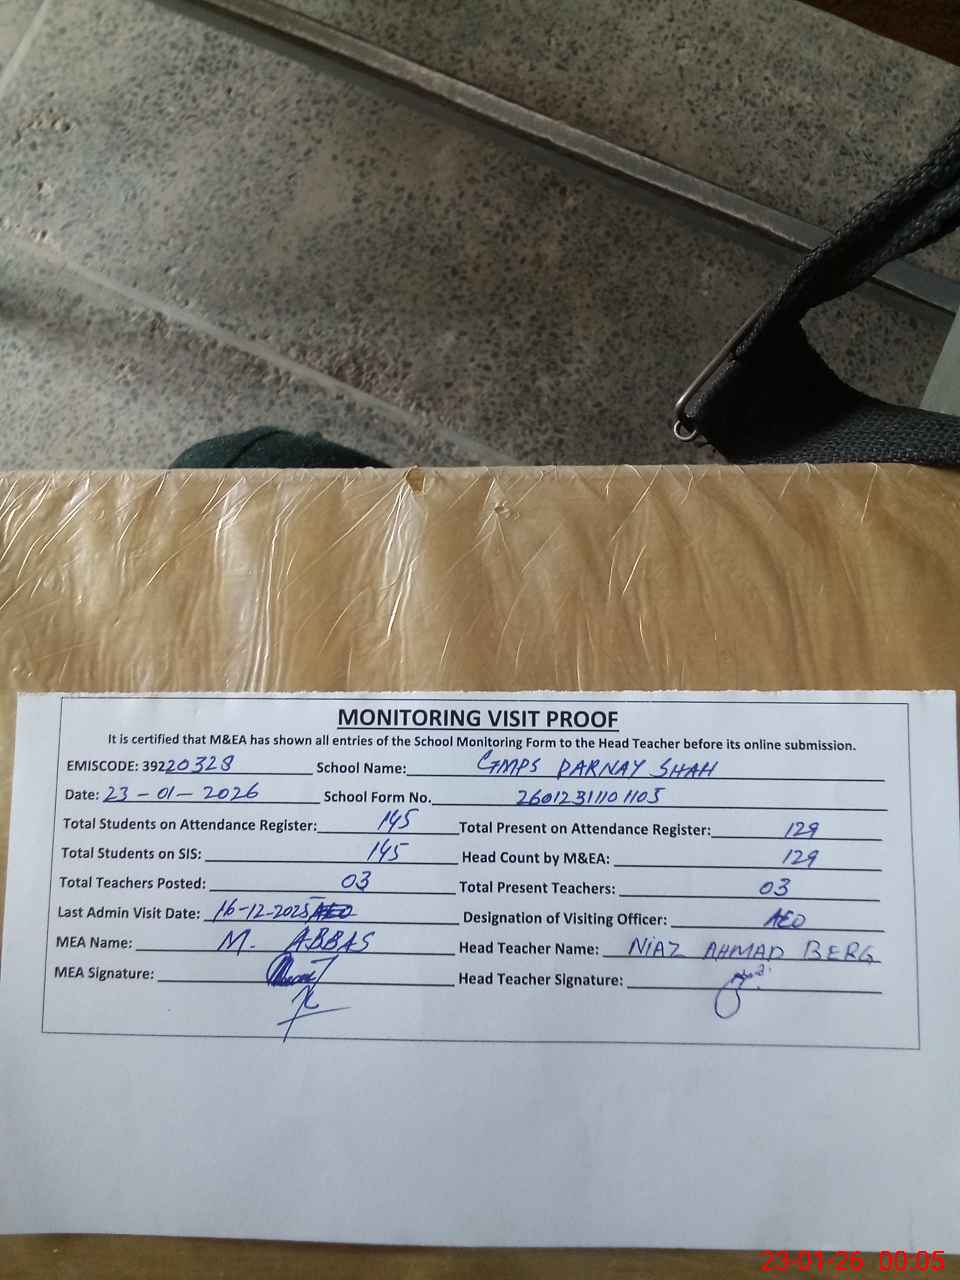 MONITORING VISIT PROOF
It is certified that M&EA has shown all entries of the School Monitoring Form to the Head Teacher before its online submission.
EMISCODE: 39220328 School Name: GMPS DARNAY SHAH
Date: 23-01-2026 School Form No. 26012311101105
Total Students on Attendance Register: 145 Total Present on Attendance Register: 129
Total Students on SIS: 145 Head Count by M&EA: 129
Total Teachers Posted: 03 Total Present Teachers: 03
Last Admin Visit Date: 16-12-2025 Designation of Visiting Officer: AEO
MEA Name: M. ABBAS Head Teacher Name: NIAZ AHMAD BERG
MEA Signature: Head Teacher Signature:
23-01-26 00:05